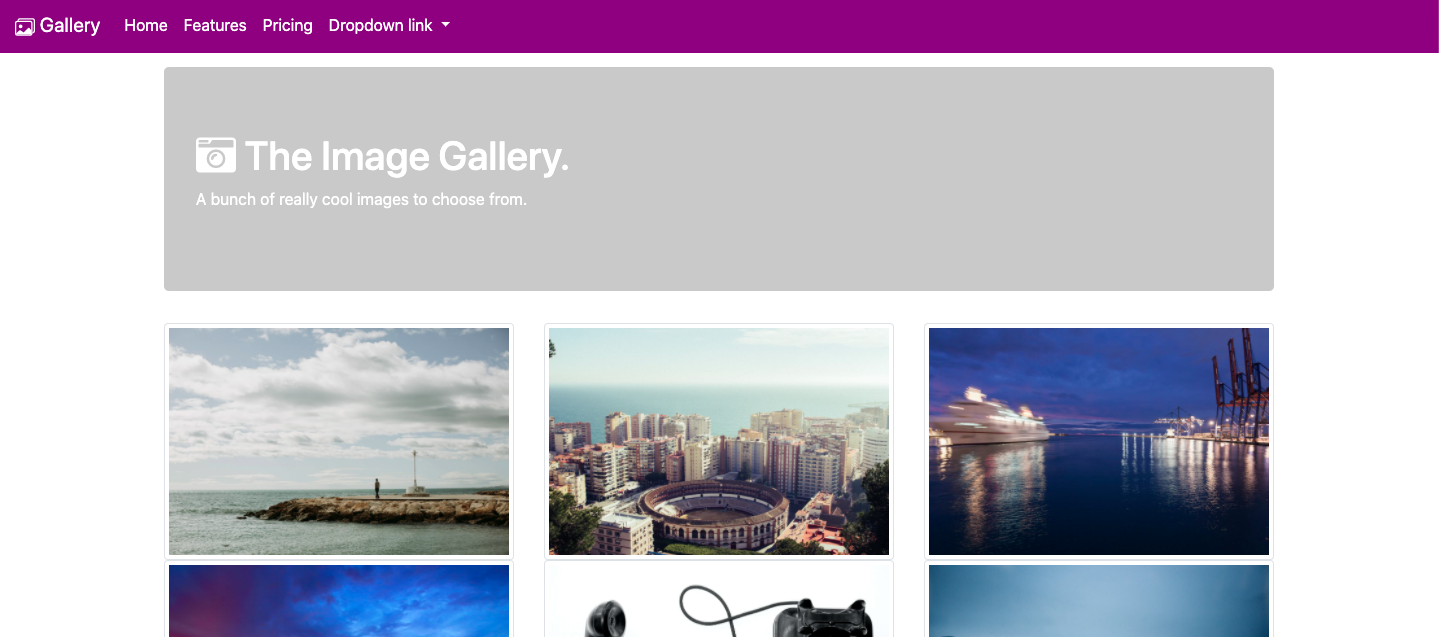 Gallery Home Features Pricing Dropdown link
The Image Gallery.
A bunch of really cool images to choose from.